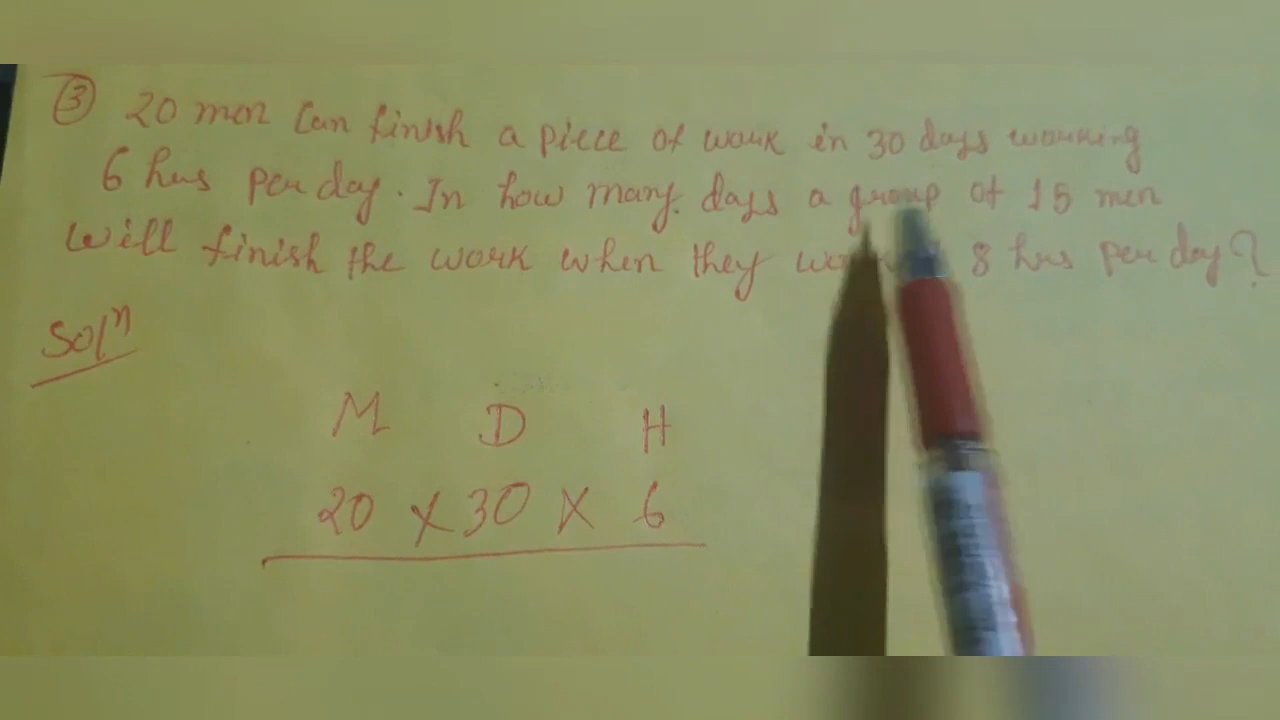 ③ 20 men can finish a piece of work in 30 days working
6 hrs per day. In how many days a group of 15 men
will finish the work when they 8 hrs per day?
Solⁿ
M D H
20 × 30 × 6